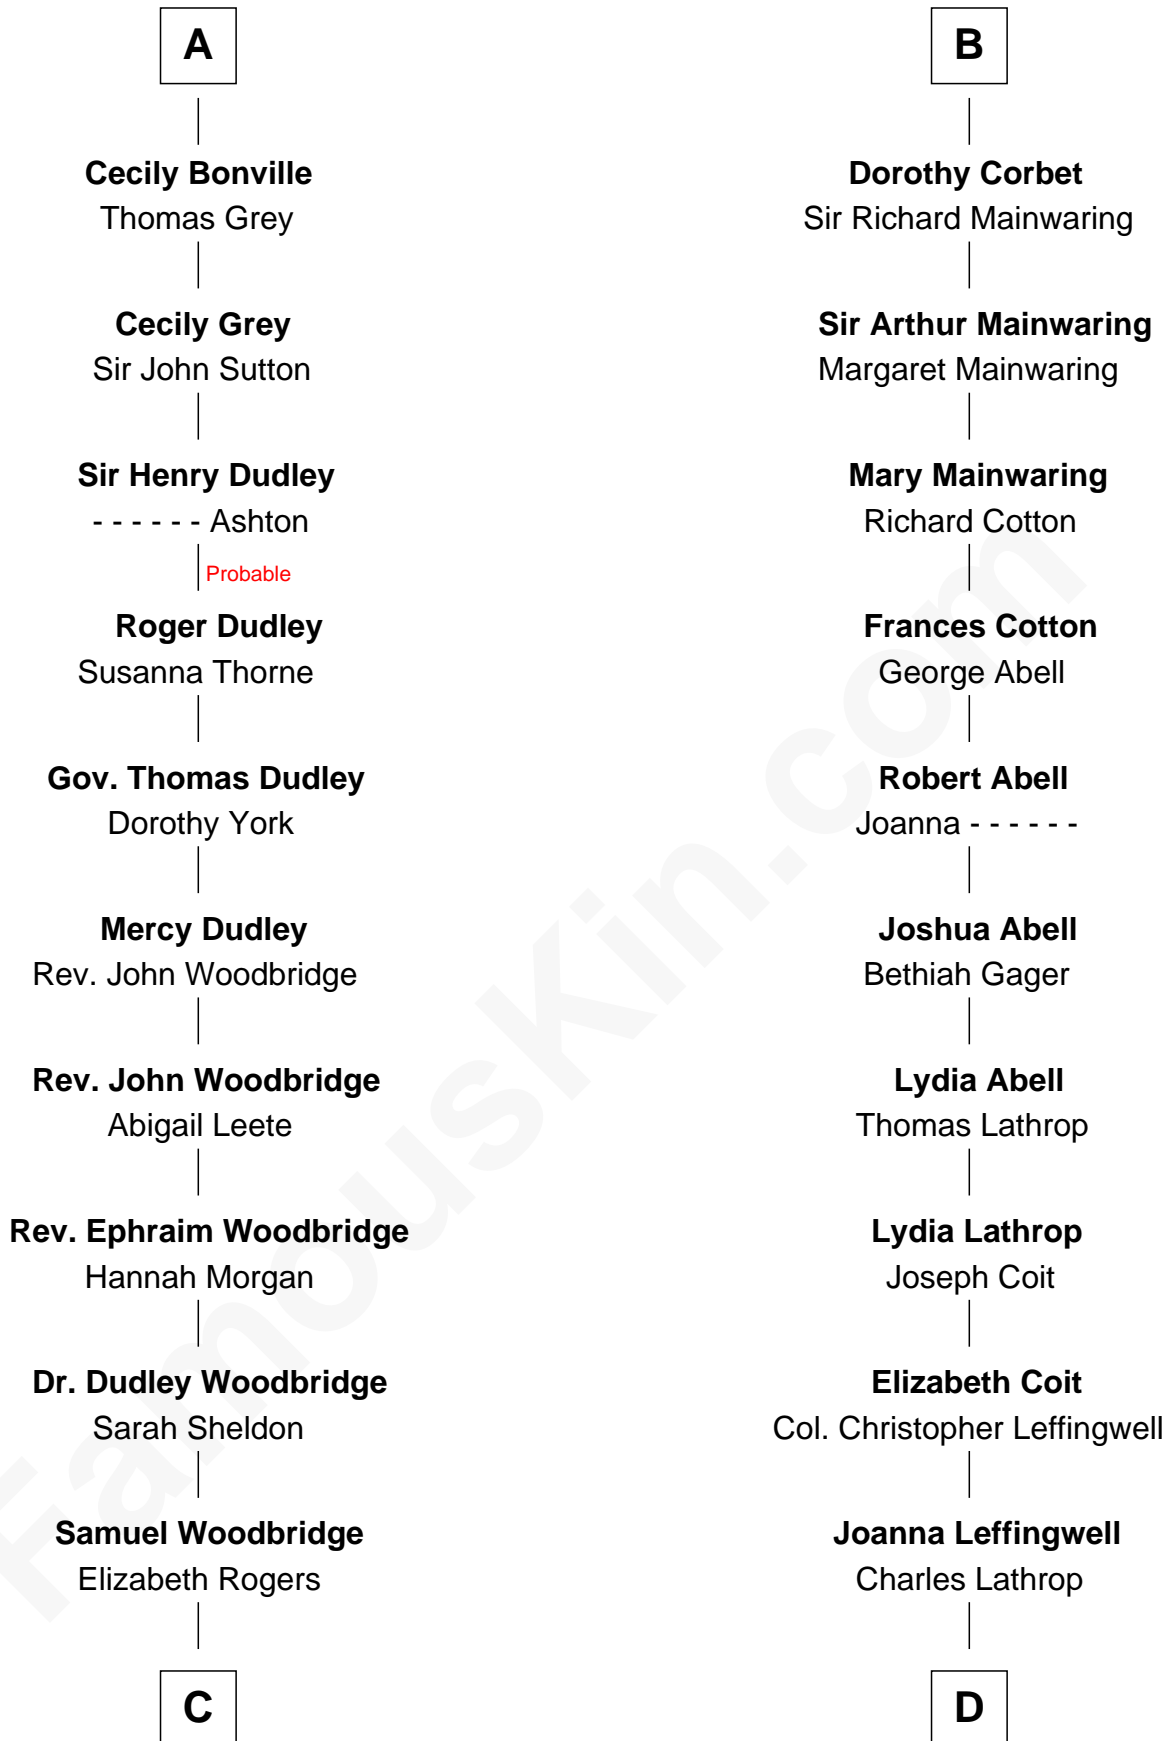 A
Cecily Bonville
Thomas Grey
Cecily Grey
Sir John Sutton
Sir Henry Dudley
- - - - - - Ashton
Probable
Roger Dudley
Susanna Thorne
Gov. Thomas Dudley
Dorothy York
Mercy Dudley
Rev. John Woodbridge
Rev. John Woodbridge
Abigail Leete
Rev. Ephraim Woodbridge
Hannah Morgan
Dr. Dudley Woodbridge
Sarah Sheldon
Samuel Woodbridge
Elizabeth Rogers
C
B
Dorothy Corbet
Sir Richard Mainwaring
Sir Arthur Mainwaring
Margaret Mainwaring
Mary Mainwaring
Richard Cotton
Frances Cotton
George Abell
Robert Abell
Joanna - - - - - -
Joshua Abell
Bethiah Gager
Lydia Abell
Thomas Lathrop
Lydia Lathrop
Joseph Coit
Elizabeth Coit
Col. Christopher Leffingwell
Joanna Leffingwell
Charles Lathrop
D
FamousKin.com